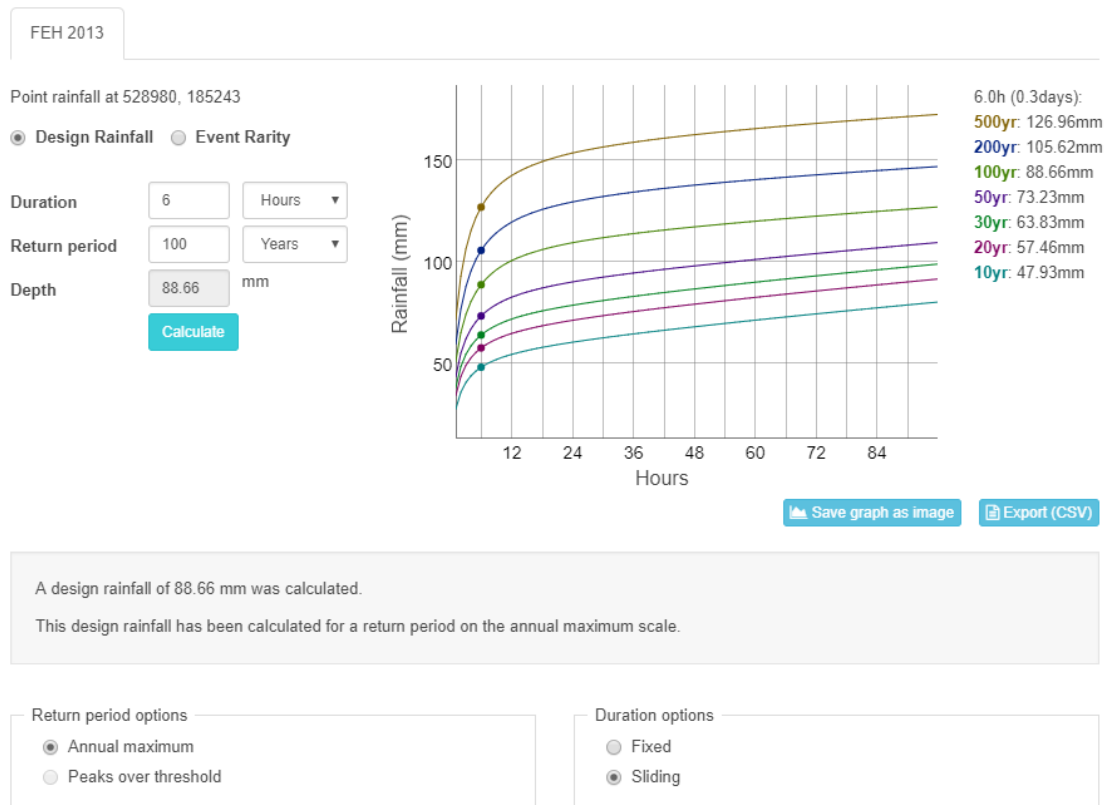 FEH 2013
Point rainfall at 528980, 185243
Design Rainfall Event Rarity
Duration 6 Hours
Return period 100 Years
Depth 88.66 mm
Calculate
Rainfall (mm)
150
100
50
12 24 36 48 60 72 84
Hours
6.0h (0.3days):
500yr: 126.96mm
200yr: 105.62mm
100yr: 88.66mm
50yr: 73.23mm
30yr: 63.83mm
20yr: 57.46mm
10yr: 47.93mm
Save graph as image Export (CSV)
A design rainfall of 88.66 mm was calculated.
This design rainfall has been calculated for a return period on the annual maximum scale.
Return period options
Annual maximum
Peaks over threshold
Duration options
Fixed
Sliding